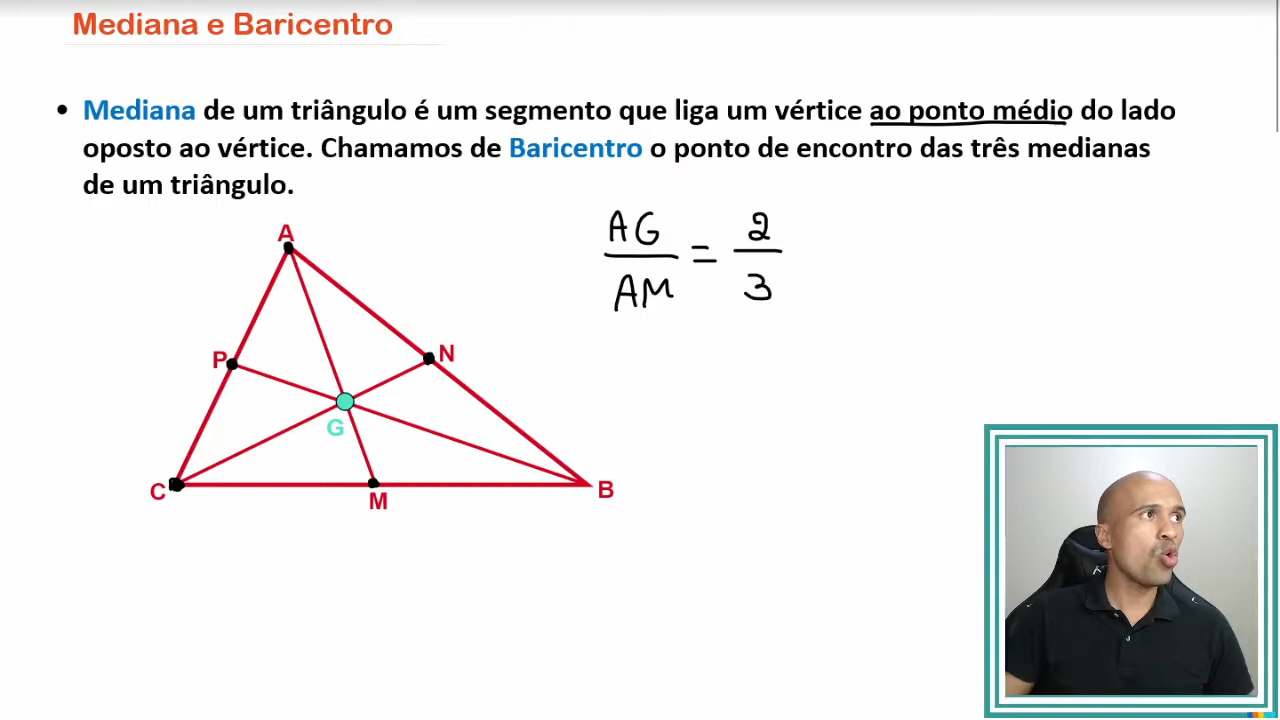 Mediana e Baricentro
• Mediana de um triângulo é um segmento que liga um vértice ao ponto médio do lado
oposto ao vértice. Chamamos de Baricentro o ponto de encontro das três medianas
de um triângulo.
AG/AM = 2/3
A
P
N
G
C
M
B